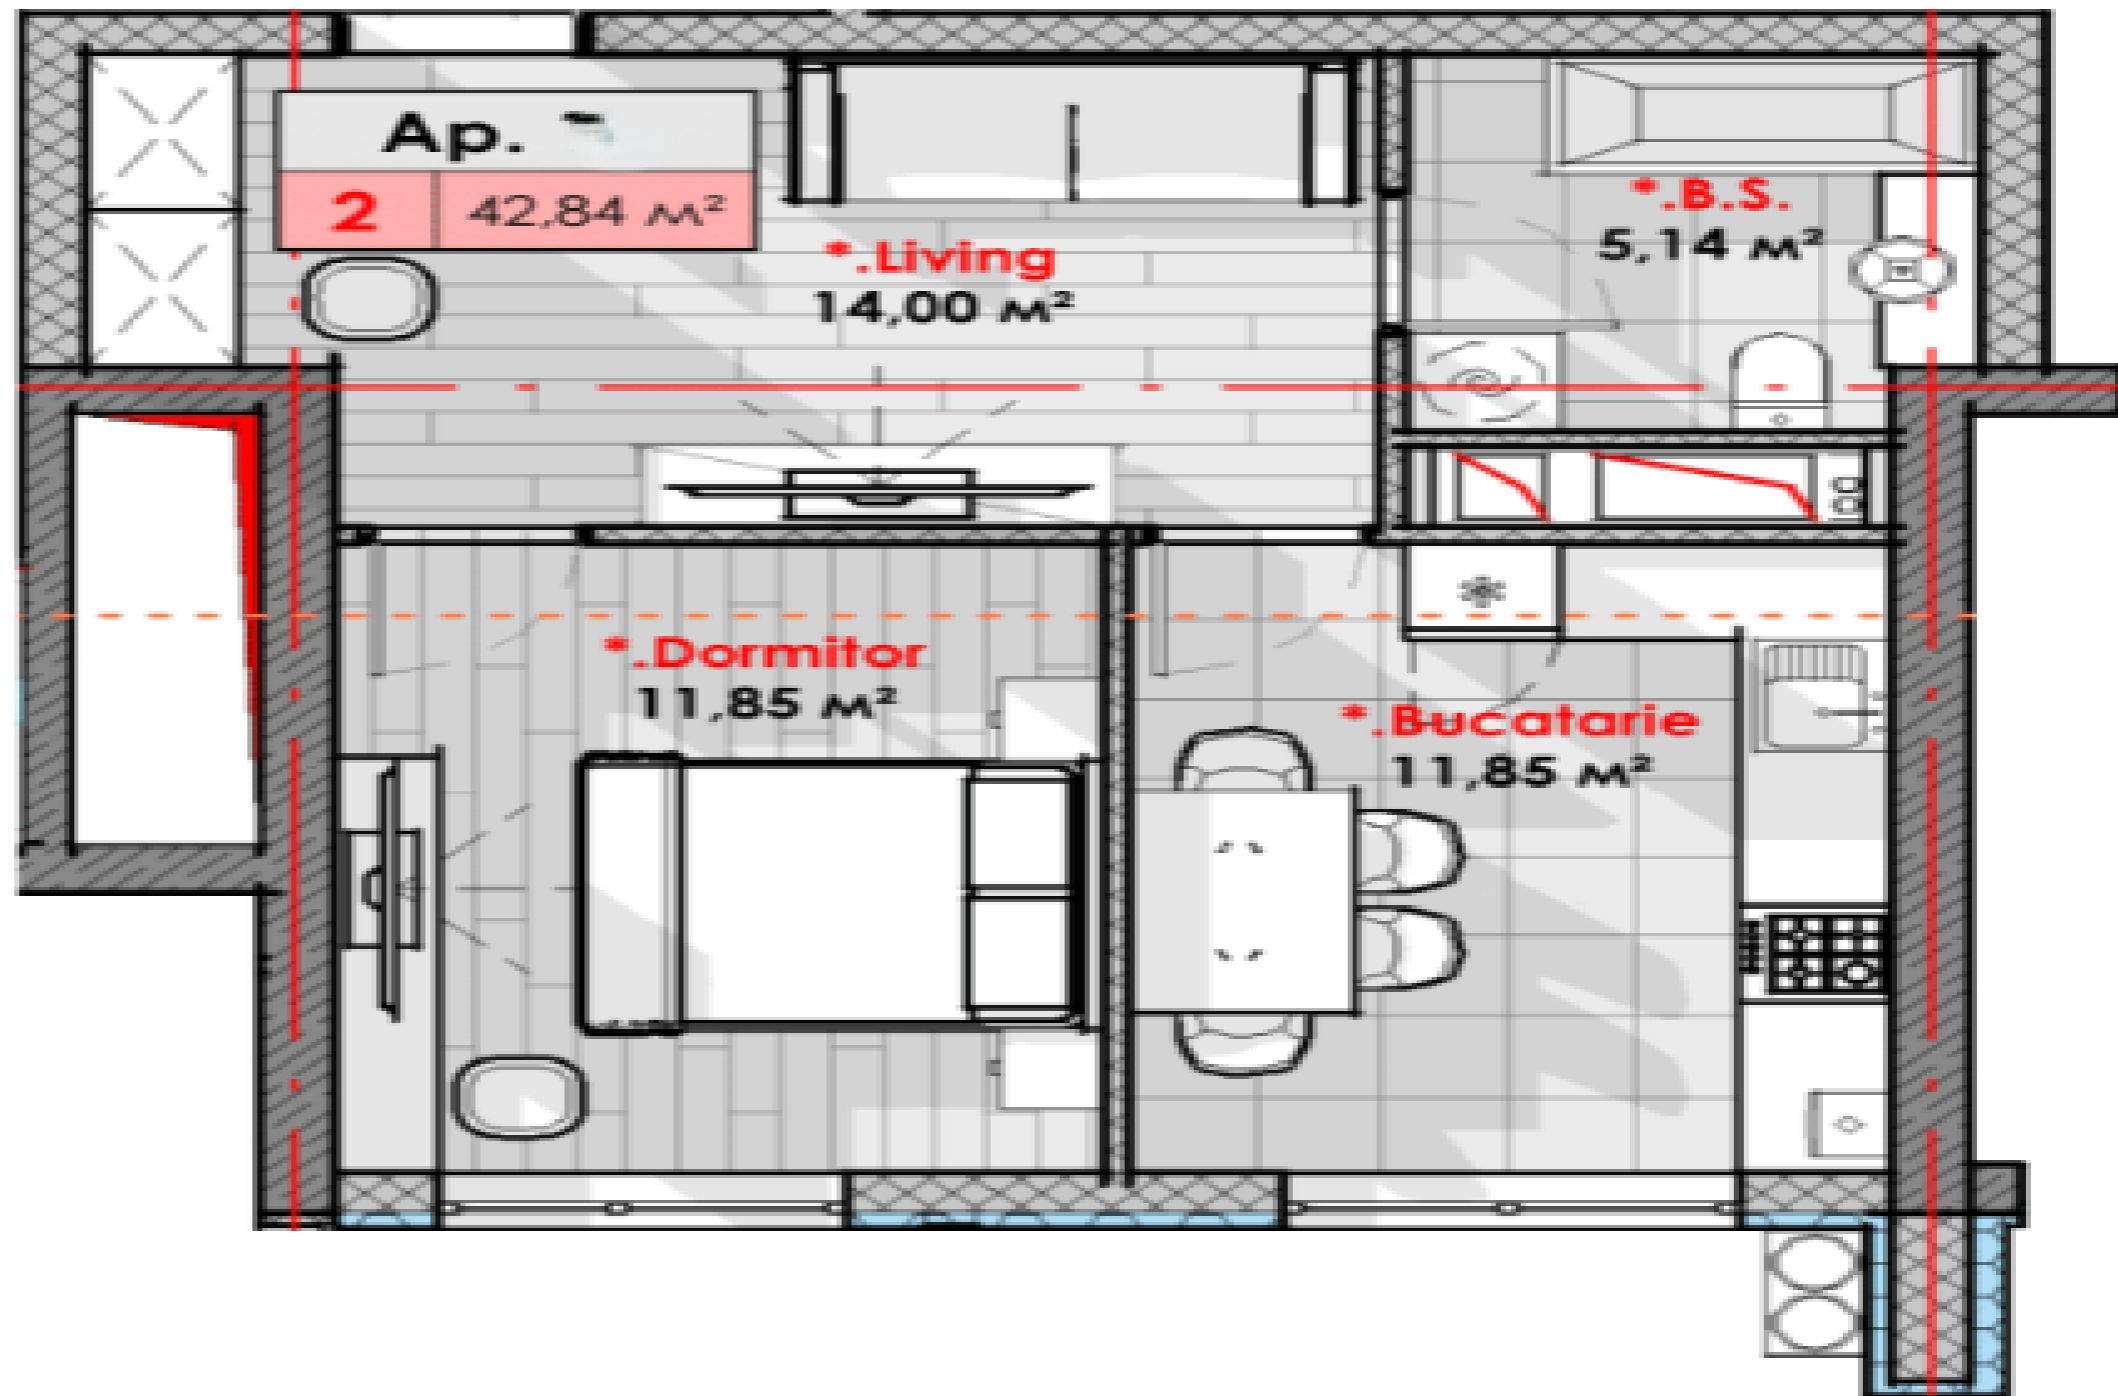 Ap.
2 42,84 м²
*.Living
14,00 м²
*.B.S.
5,14 м²
*.Dormitor
11,85 м²
*.Bucatarie
11,85 м²